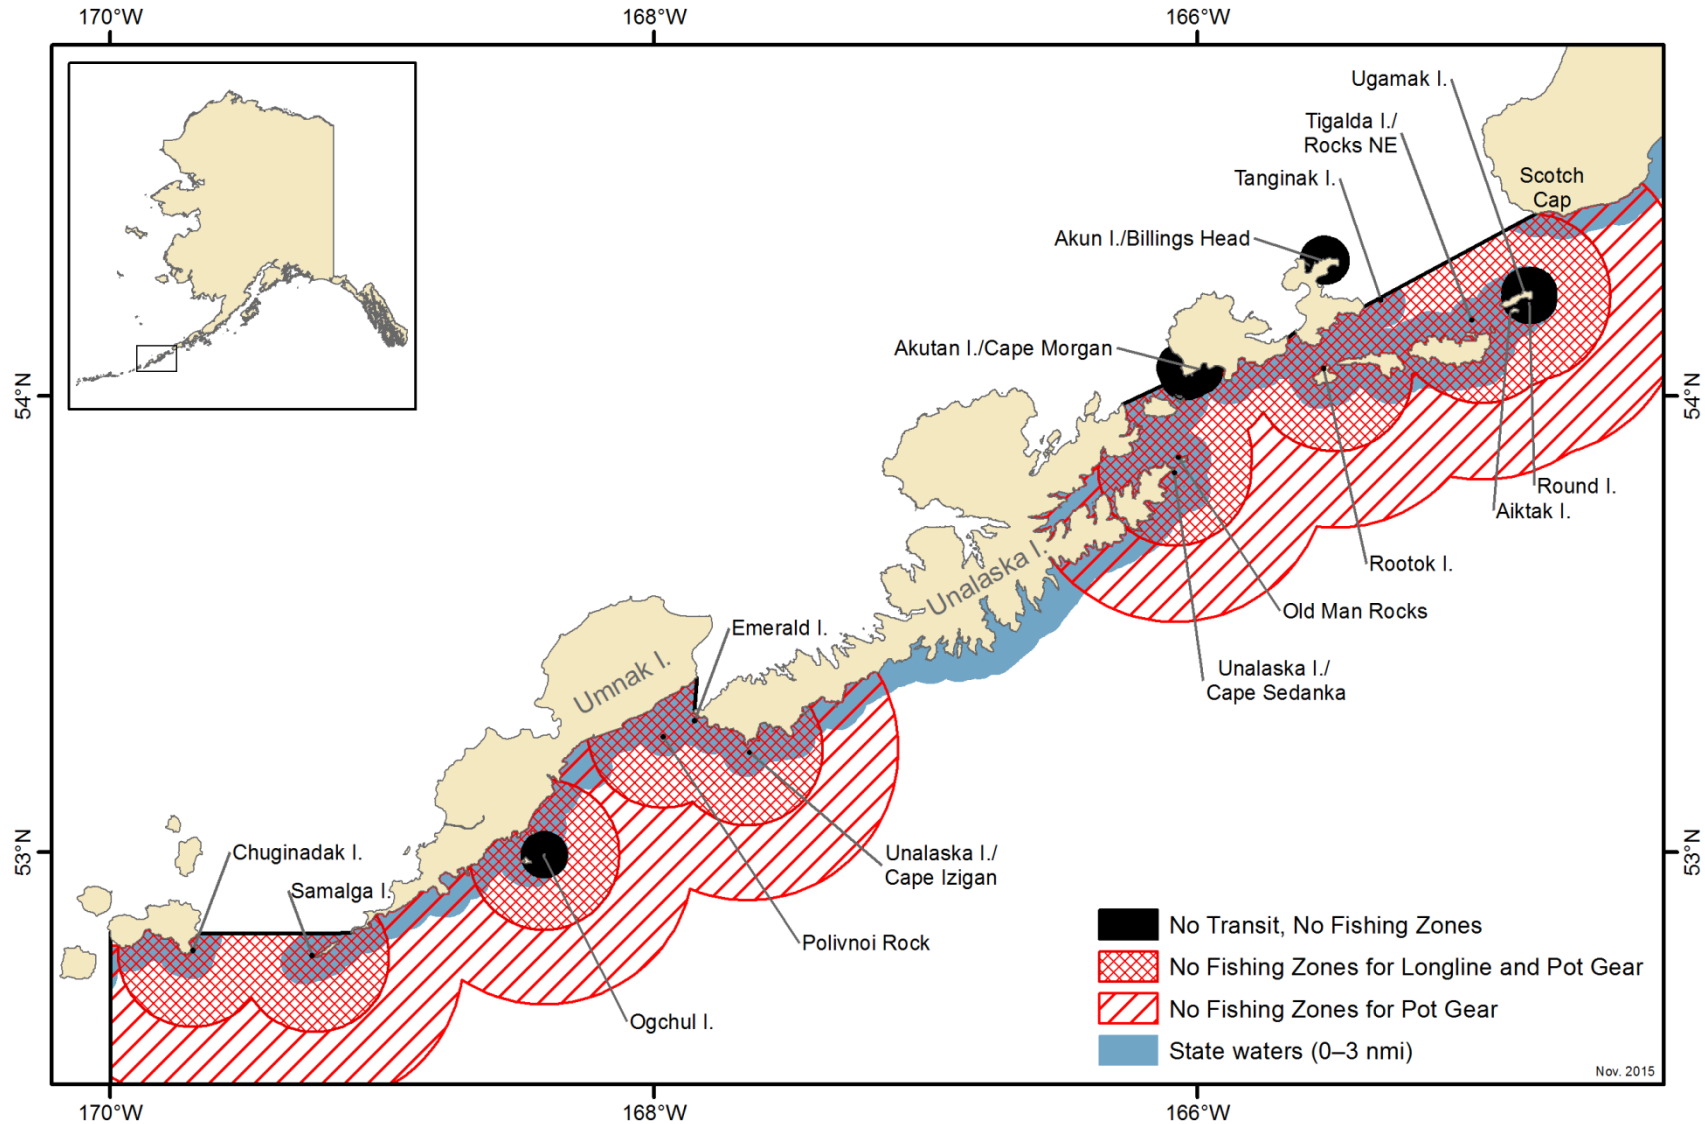 170°W
168°W
166°W
Ugamak I.
Tigalda I./
Rocks NE
Tanginak I.
Scotch
Cap
Akun I./Billings Head
Akutan I./Cape Morgan
54°N
54°N
Round I.
Aiktak I.
Rootok I.
Unalaska I.
Old Man Rocks
Emerald I.
Unalaska I./
Cape Sedanka
Umnak I.
53°N
53°N
Chuginadak I.
Unalaska I./
Cape Izigan
Samalga I.
Polivnoi Rock
Ogchul I.
No Transit, No Fishing Zones
No Fishing Zones for Longline and Pot Gear
No Fishing Zones for Pot Gear
State waters (0–3 nmi)
Nov. 2015
170°W
168°W
166°W